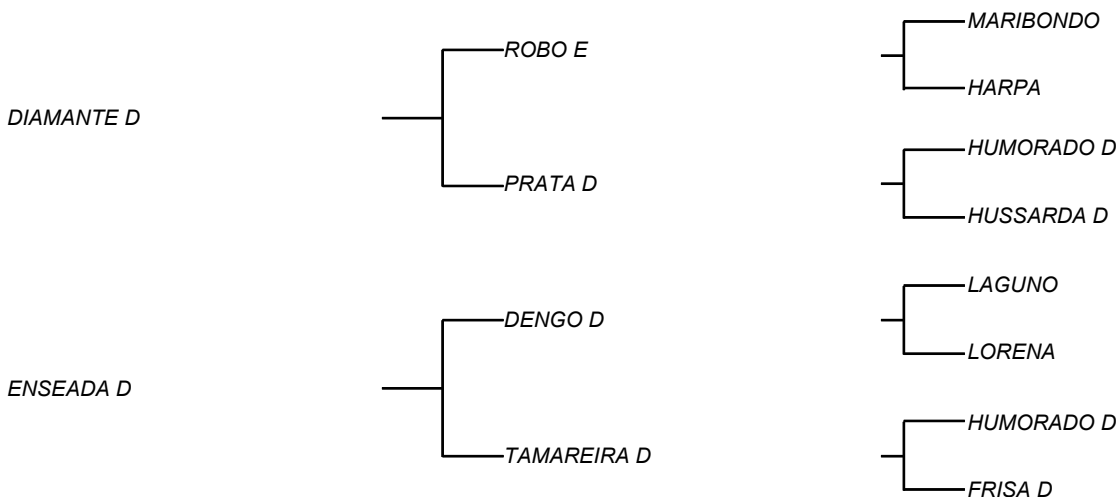 MARIBONDO
ROBO E
HARPA
DIAMANTE D
HUMORADO D
PRATA D
HUSSARDA D
LAGUNO
DENGO D
LORENA
ENSEADA D
HUMORADO D
TAMAREIRA D
FRISA D